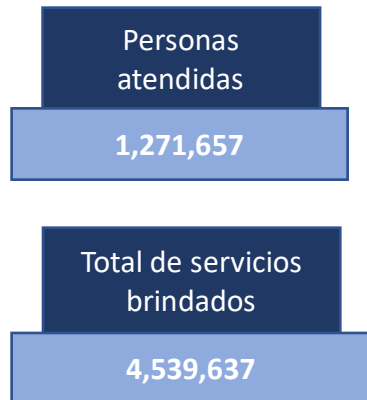 Personas
atendidas
1,271,657
Total de servicios
brindados
4,539,637